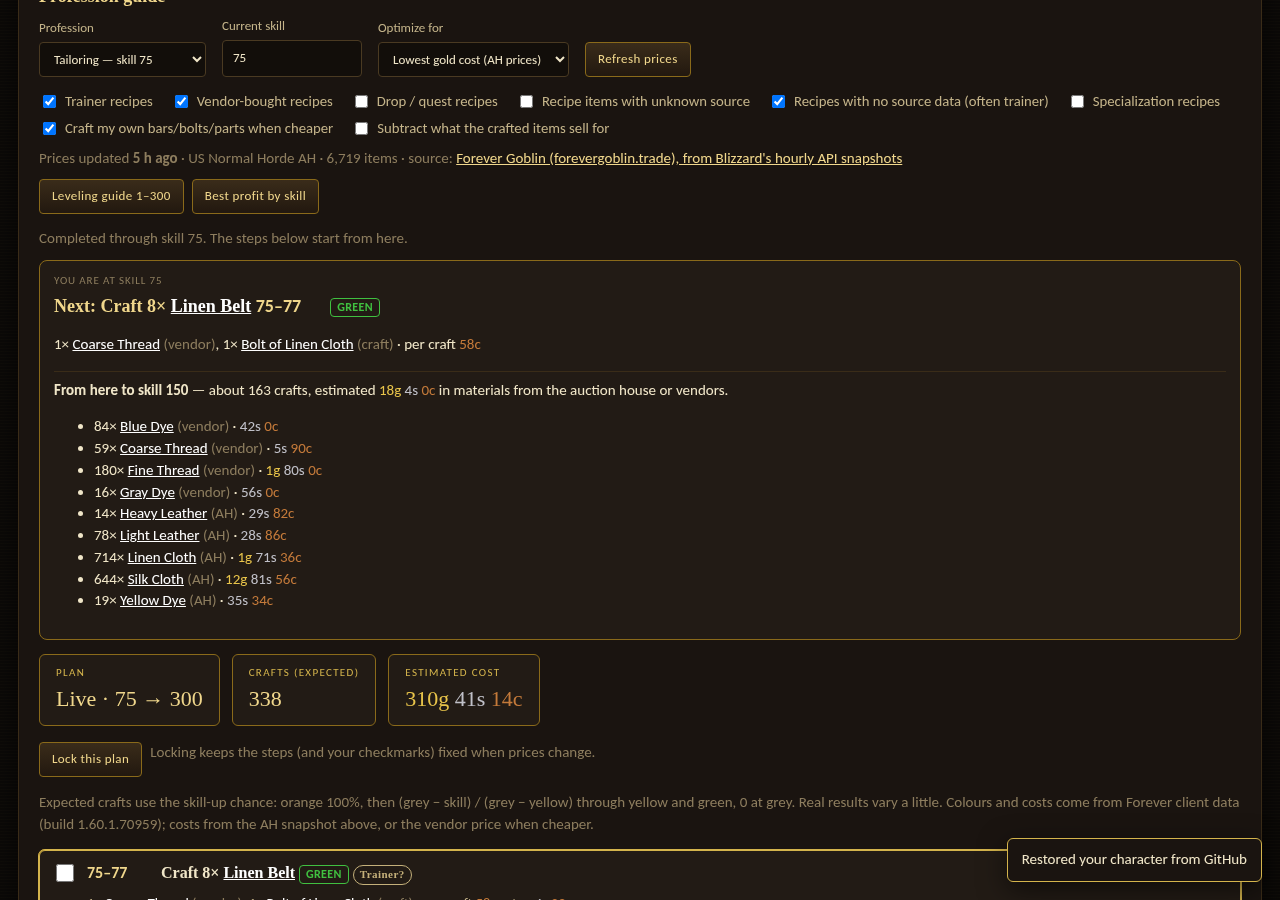 Profession guide
Profession
Current skill
Optimize for
Tailoring — skill 75
75
Lowest gold cost (AH prices)
Refresh prices
Trainer recipes
Vendor-bought recipes
Drop / quest recipes
Recipe items with unknown source
Recipes with no source data (often trainer)
Specialization recipes
Craft my own bars/bolts/parts when cheaper
Subtract what the crafted items sell for
Prices updated 5 h ago · US Normal Horde AH · 6,719 items · source: Forever Goblin (forevergoblin.trade), from Blizzard's hourly API snapshots
Leveling guide 1–300
Best profit by skill
Completed through skill 75. The steps below start from here.
YOU ARE AT SKILL 75
Next: Craft 8× Linen Belt 75–77 GREEN
1× Coarse Thread (vendor), 1× Bolt of Linen Cloth (craft) · per craft 58c
From here to skill 150 — about 163 crafts, estimated 18g 4s 0c in materials from the auction house or vendors.
84× Blue Dye (vendor) · 42s 0c
59× Coarse Thread (vendor) · 5s 90c
180× Fine Thread (vendor) · 1g 80s 0c
16× Gray Dye (vendor) · 56s 0c
14× Heavy Leather (AH) · 29s 82c
78× Light Leather (AH) · 28s 86c
714× Linen Cloth (AH) · 1g 71s 36c
644× Silk Cloth (AH) · 12g 81s 56c
19× Yellow Dye (AH) · 35s 34c
PLAN
Live · 75 → 300
CRAFTS (EXPECTED)
338
ESTIMATED COST
310g 41s 14c
Lock this plan
Locking keeps the steps (and your checkmarks) fixed when prices change.
Expected crafts use the skill-up chance: orange 100%, then (grey − skill) / (grey − yellow) through yellow and green, 0 at grey. Real results vary a little. Colours and costs come from Forever client data
(build 1.60.1.70959); costs from the AH snapshot above, or the vendor price when cheaper.
75–77
Craft 8× Linen Belt GREEN Trainer?
Restored your character from GitHub